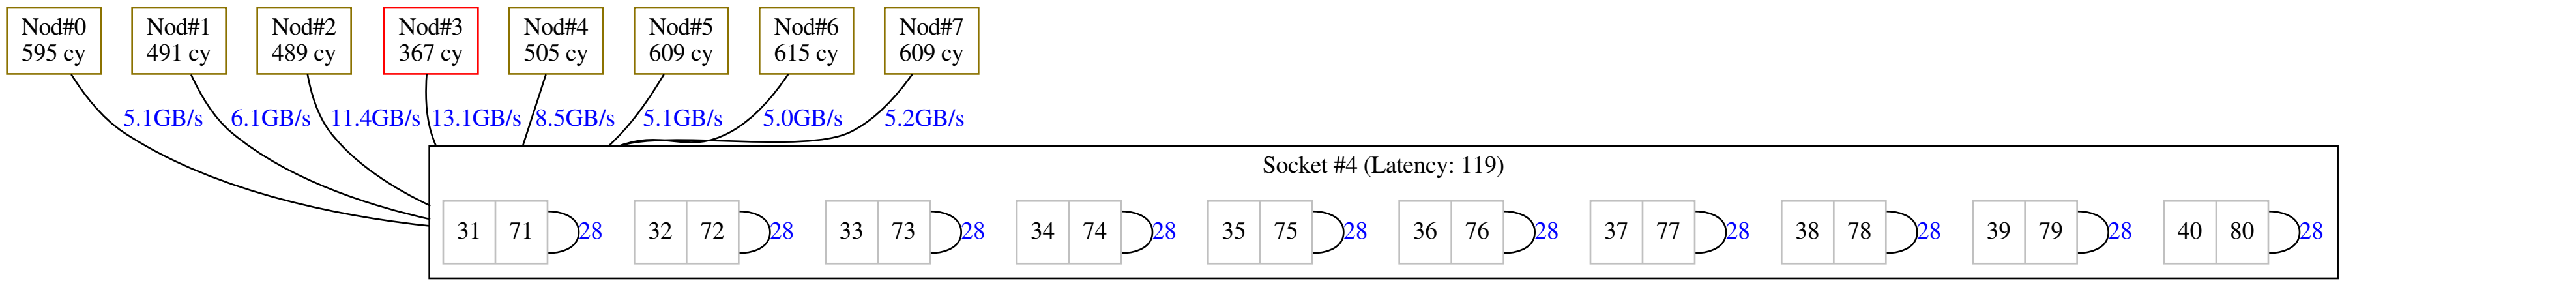 Nod#0 Nod#1 Nod#2 Nod#3 Nod#4 Nod#5 Nod#6 Nod#7
595 cy 491 cy 489 cy 367 cy 505 cy 609 cy 615 cy 609 cy
5.1GB/s 6.1GB/s 11.4GB/s 13.1GB/s 8.5GB/s 5.1GB/s 5.0GB/s 5.2GB/s
Socket #4 (Latency: 119)
31 71 28 32 72 28 33 73 28 34 74 28 35 75 28 36 76 28 37 77 28 38 78 28 39 79 28 40 80 28